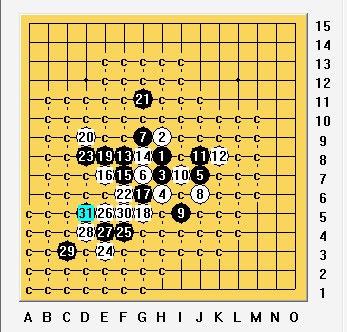 15
14
c c c c c 13
c c c c c 12
c c c c c 21 c c c 11
c c c c c c c c c c c c 10
c c 20 c c 7 2 c c c c c 9
c c 23 19 13 14 1 c 11 12 c c 8
c c c 16 15 6 3 10 5 c c c 7
c c c c 22 17 4 c 8 c c c 6
c c c 31 26 30 18 c 9 c c c 5
c c c 28 27 25 c c c c c 4
c c 29 c 24 c c c c 3
c c c c c c c c c 2
c c c c c c c 1
A B C D E F G H I J K L M N O